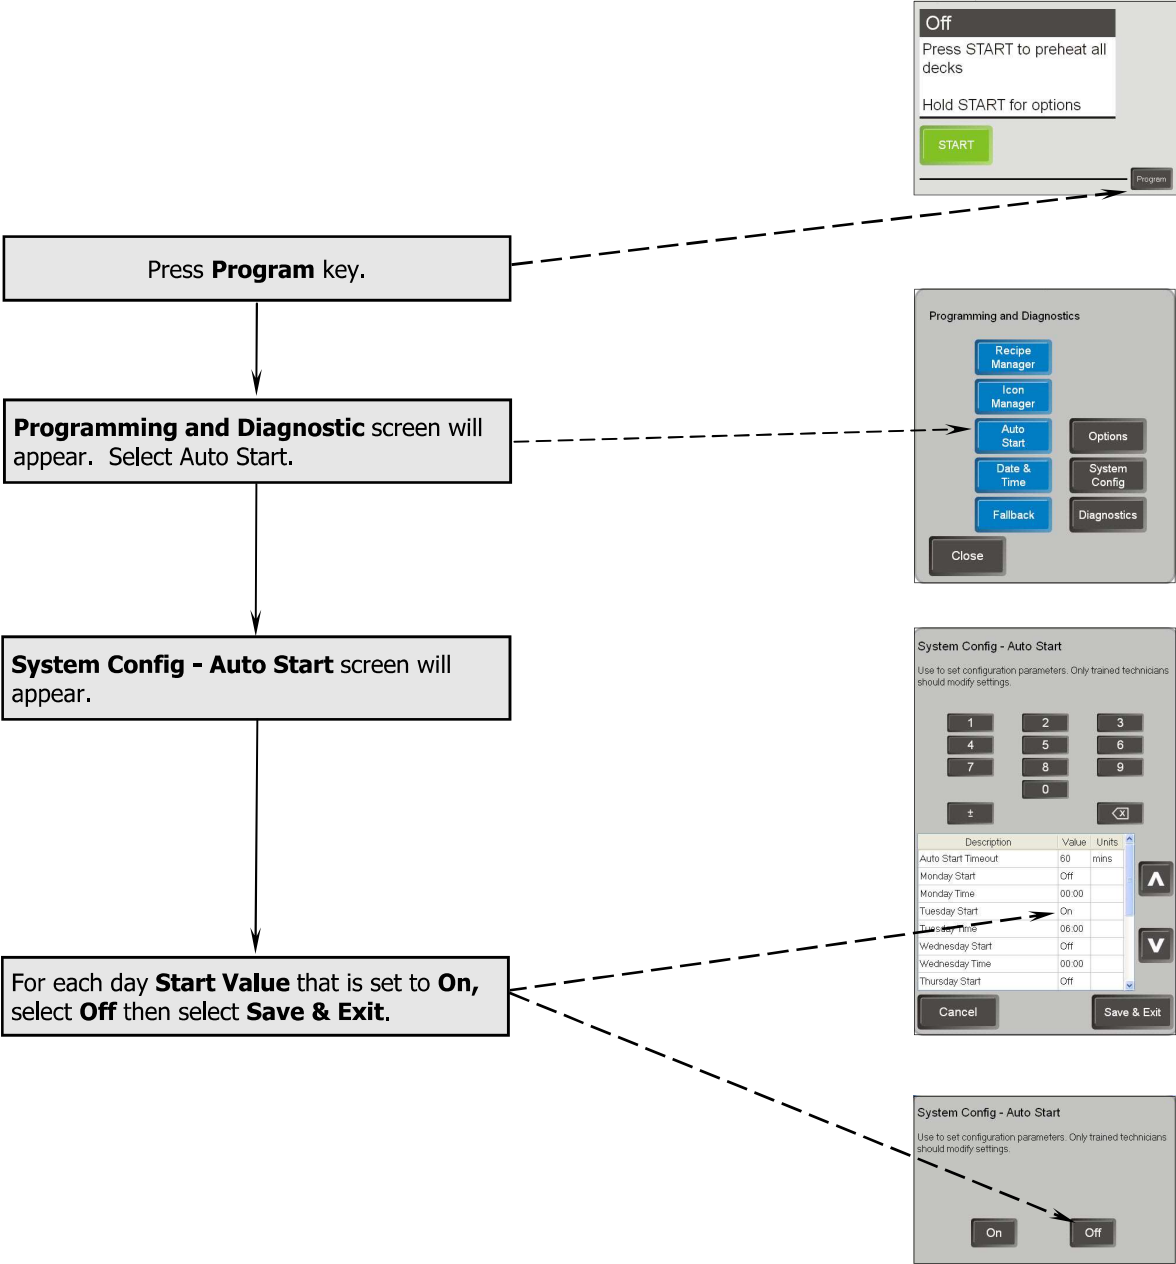 Off
Press START to preheat all
decks
Hold START for options
START
Program
Press Program key.
Programming and Diagnostics
Recipe
Manager
Icon
Manager
Auto
Start
Options
Date &
Time
System
Config
Fallback
Diagnostics
Close
Programming and Diagnostic screen will
appear. Select Auto Start.
System Config - Auto Start screen will
appear.
System Config - Auto Start
Use to set configuration parameters. Only trained technicians
should modify settings.
1 2 3
4 5 6
7 8 9
0
±
Description Value Units
Auto Start Timeout 60 mins
Monday Start Off
Monday Time 00:00
Tuesday Start On
Tuesday Time 06:00
Wednesday Start Off
Wednesday Time 00:00
Thursday Start Off
Cancel
Save & Exit
For each day Start Value that is set to On,
select Off then select Save & Exit.
System Config - Auto Start
Use to set configuration parameters. Only trained technicians
should modify settings.
On
Off